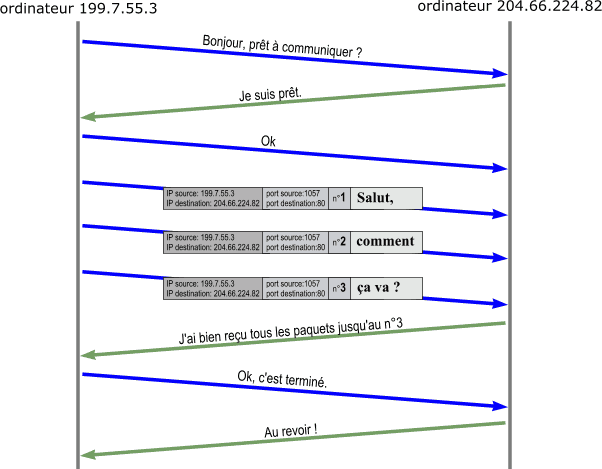 ordinateur 199.7.55.3
ordinateur 204.66.224.82
Bonjour, prêt à communiquer ?
Je suis prêt.
Ok
IP source: 199.7.55.3 port source:1057 n°1 Salut,
IP destination: 204.66.224.82 port destination:80
IP source: 199.7.55.3 port source:1057 n°2 comment
IP destination: 204.66.224.82 port destination:80
IP source: 199.7.55.3 port source:1057 n°3 ça va ?
IP destination: 204.66.224.82 port destination:80
J'ai bien reçu tous les paquets jusqu'au n°3
Ok, c'est terminé.
Au revoir !